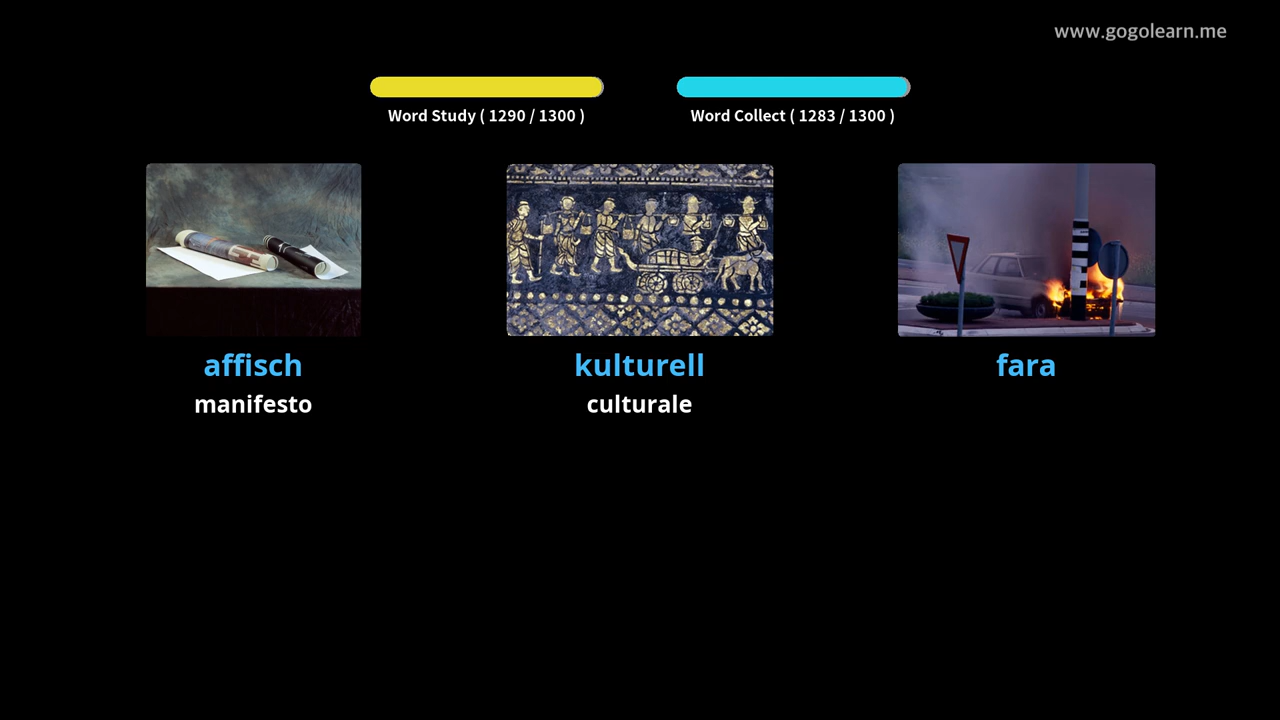 www.gogolearn.me
Word Study ( 1290 / 1300 )
Word Collect ( 1283 / 1300 )
affisch
kulturell
fara
manifesto
culturale